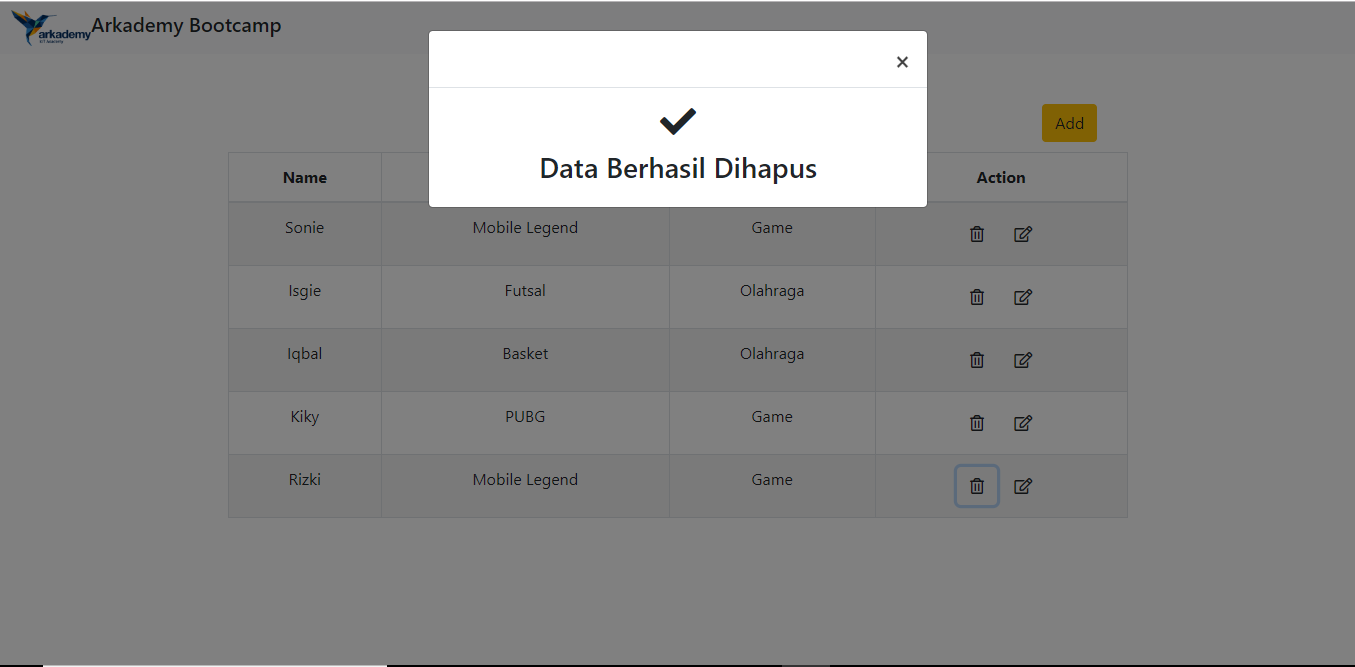 arkademy
Arkademy Bootcamp
×
Data Berhasil Dihapus
Add
Name Action
Sonie Mobile Legend Game
Isgie Futsal Olahraga
Iqbal Basket Olahraga
Kiky PUBG Game
Rizki Mobile Legend Game